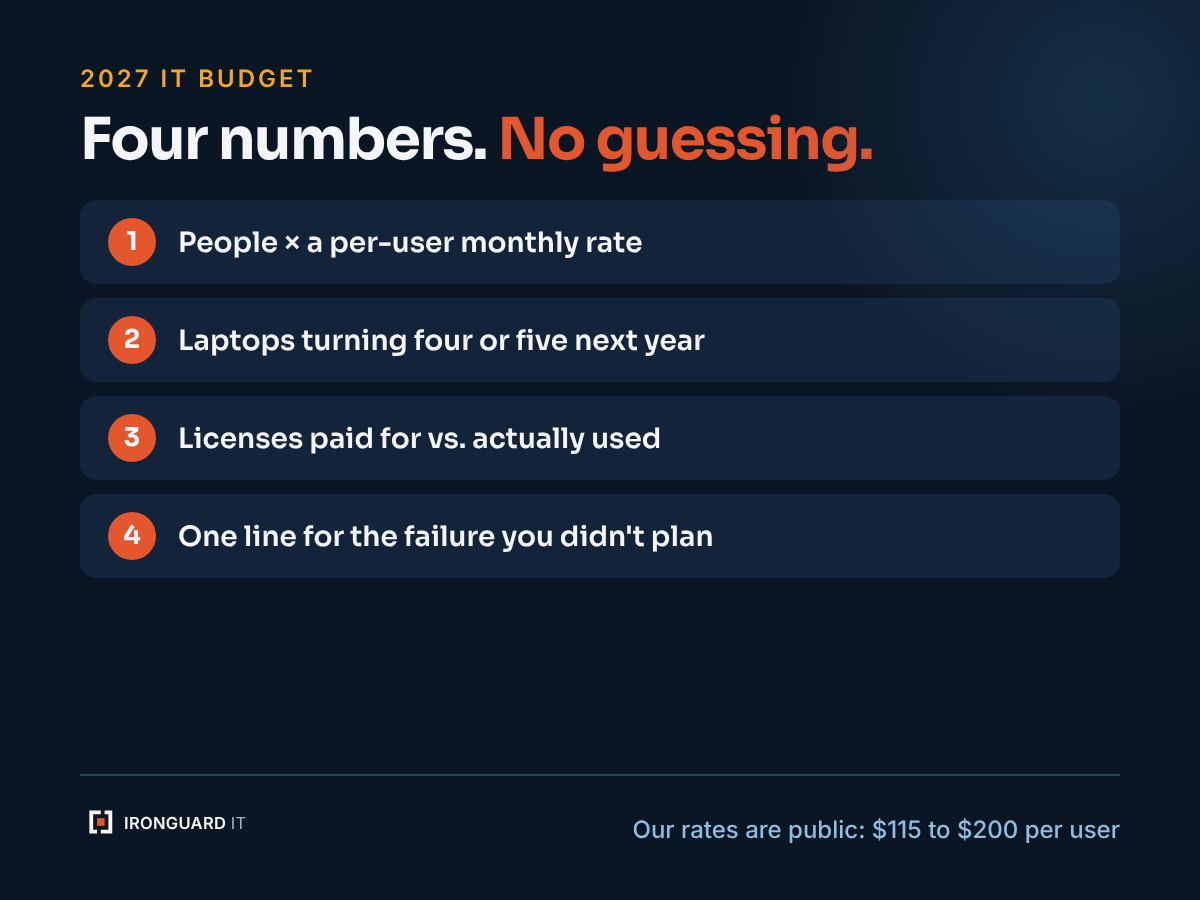 2027 IT BUDGET
Four numbers. No guessing.
1 People × a per-user monthly rate
2 Laptops turning four or five next year
3 Licenses paid for vs. actually used
4 One line for the failure you didn't plan
IRONGUARD IT
Our rates are public: $115 to $200 per user